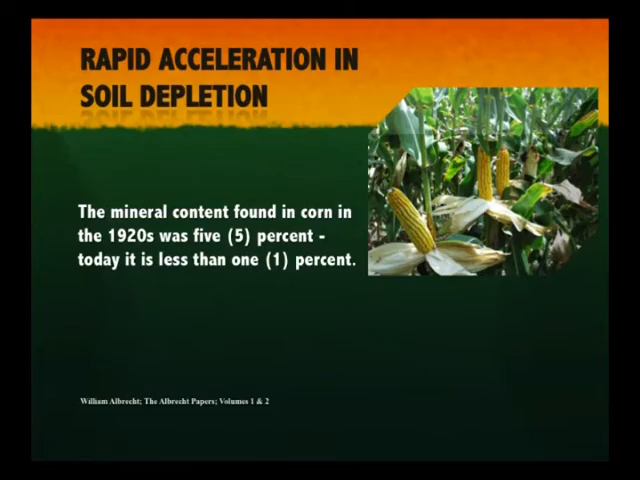 RAPID ACCELERATION IN
SOIL DEPLETION
The mineral content found in corn in
the 1920s was five (5) percent -
today it is less than one (1) percent.
William Albrecht; The Albrecht Papers; Volumes 1 & 2